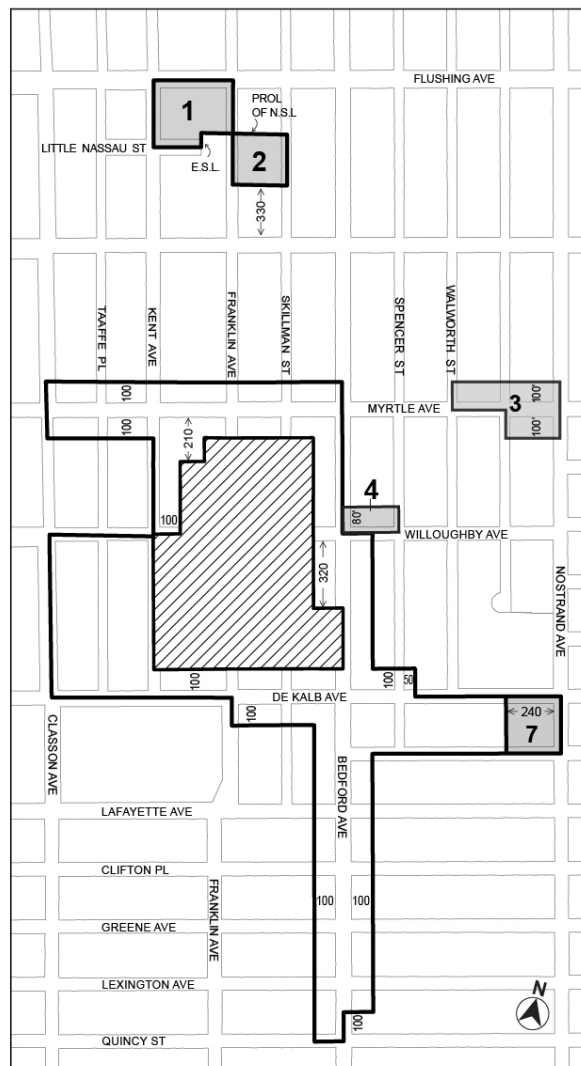 FLUSHING AVE
1
PROL
OF N.S.L
LITTLE NASSAU ST
E.S.L.
2
330
TAAFFE PL
KENT AVE
FRANKLIN AVE
SKILLMAN ST
SPENCER ST
WALWORTH ST
100
100'
MYRTLE AVE
3
100
210
100'
4
80'
100
WILLOUGHBY AVE
320
NOSTRAND AVE
100
100
50
DE KALB AVE
100
240
7
CLASSON AVE
BEDFORD AVE
LAFAYETTE AVE
CLIFTON PL
FRANKLIN AVE
100
100
GREENE AVE
LEXINGTON AVE
N
100
QUINCY ST